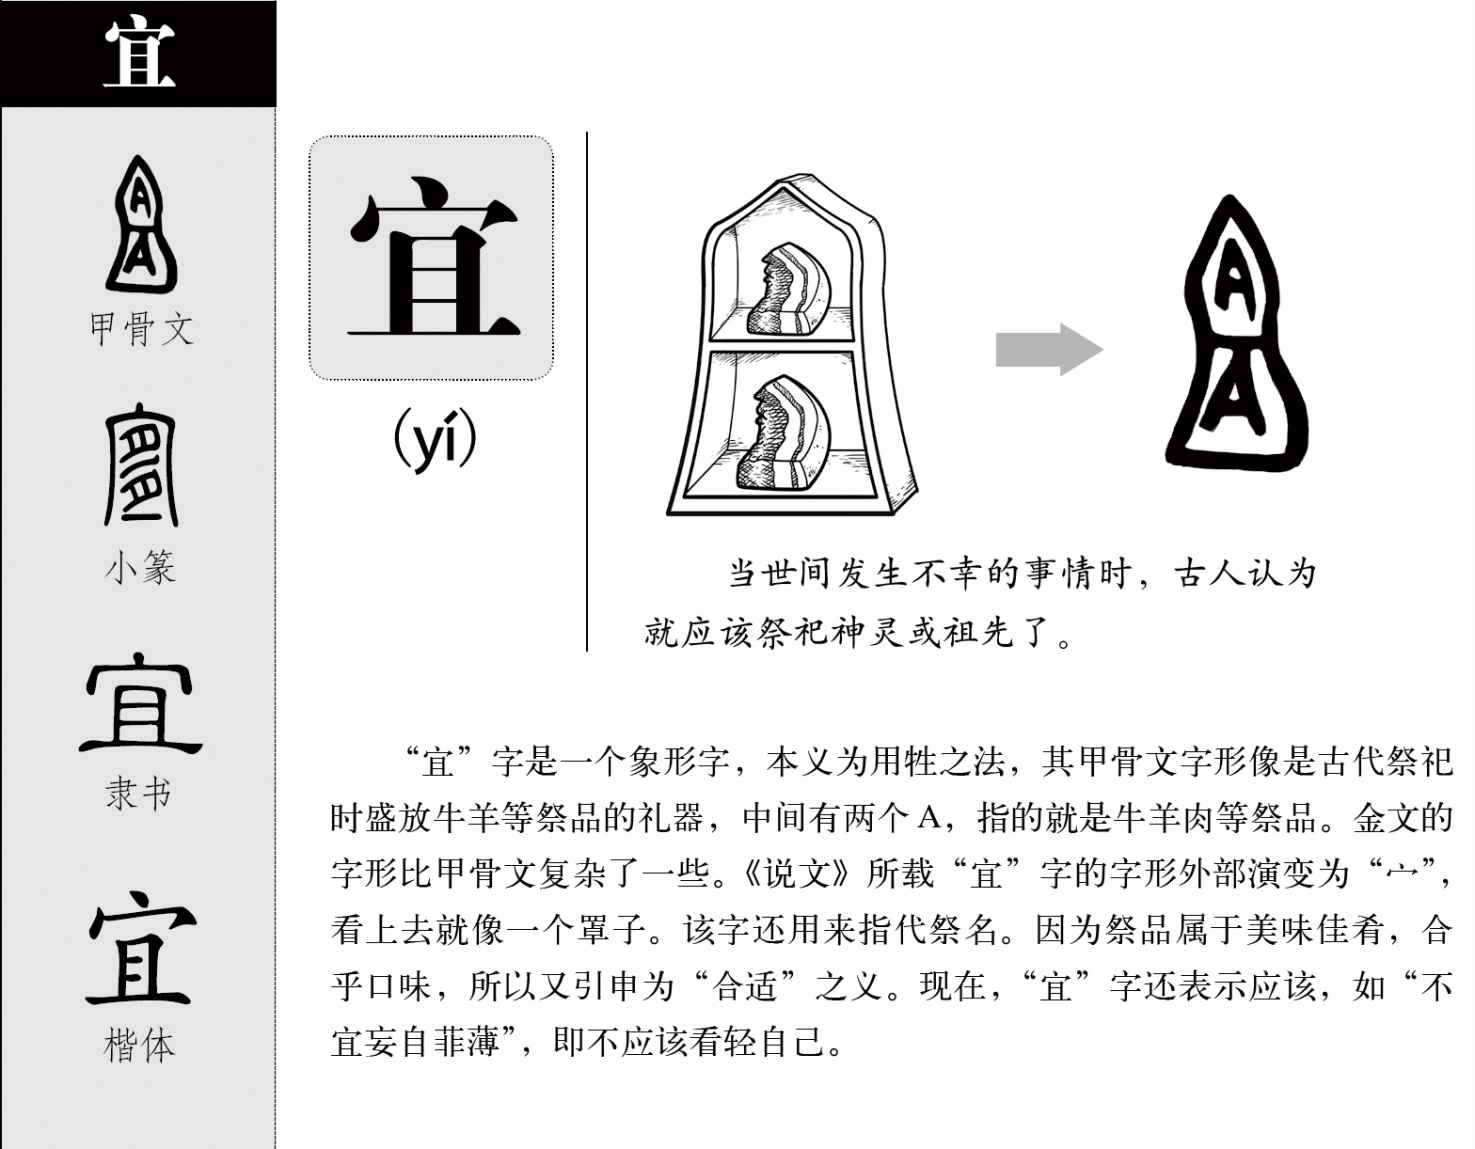 宜
甲骨文
小篆
隶书
宜
楷体
宜
宜
(yí)
当世间发生不幸的事情时，古人认为
就应该祭祀神灵或祖先了。
“宜”字是一个象形字，本义为用牲之法，其甲骨文字形像是古代祭祀
时盛放牛羊等祭品的礼器，中间有两个 A，指的就是牛羊肉等祭品。金文的
字形比甲骨文复杂了一些。《说文》所载“宜”字的字形外部演变为“宀”，
看上去就像一个罩子。该字还用来指代祭名。因为祭品属于美味佳肴，合
乎口味，所以又引申为“合适”之义。现在，“宜”字还表示应该，如“不
宜妄自菲薄”，即不应该看轻自己。